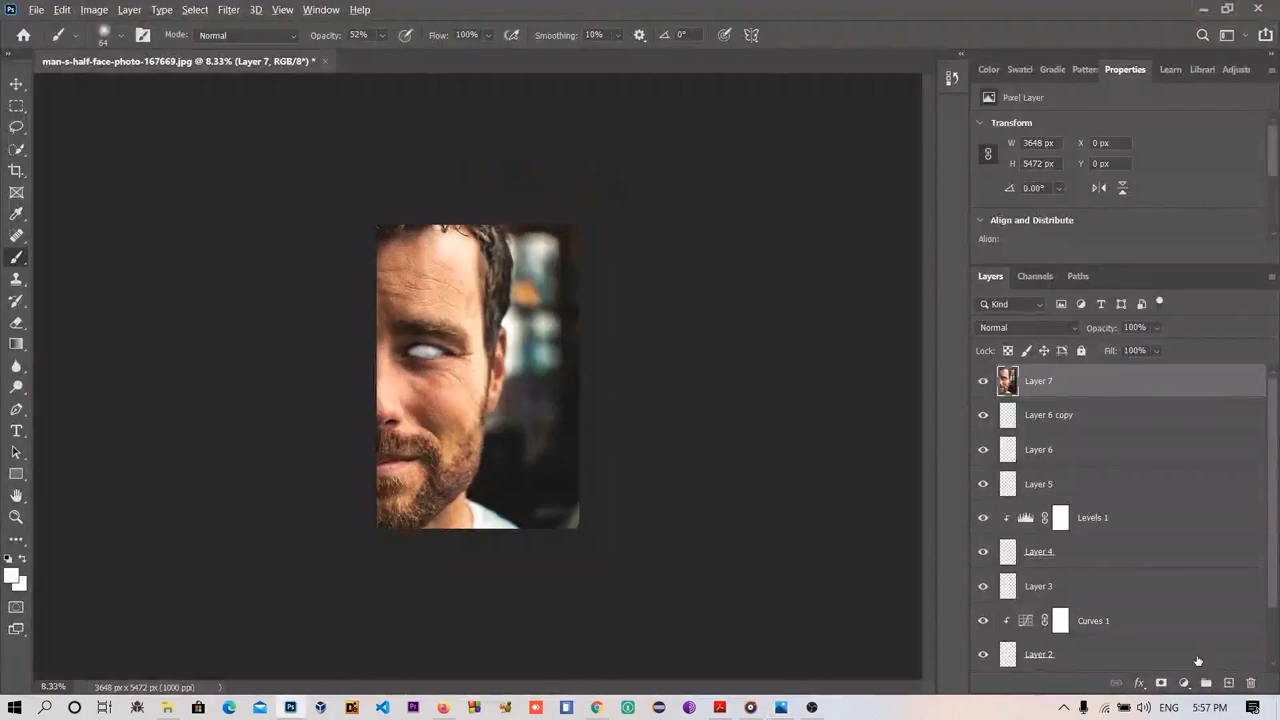 Ps File Edit Image Layer Type Select Filter 3D View Window Help
64 Mode: Normal Opacity: 52% Flow: 100% Smoothing: 10% 0°
man-s-half-face-photo-167669.jpg @ 8.33% (Layer 7, RGB/8*) *
Color Swatcl Gradie Patter Properties Learn Librari Adjustı
Pixel Layer
Transform
W 3648 px X 0 px
H 5472 px Y 0 px
0.00°
Align and Distribute
Align:
Layers Channels Paths
Kind
Normal Opacity: 100%
Lock: Fill: 100%
Layer 7
Layer 6 copy
Layer 6
Layer 5
Levels 1
Layer 4
Layer 3
Curves 1
Layer 2
fx
8.33% 3648 px x 5472 px (1000 ppi)
ENG 5:57 PM